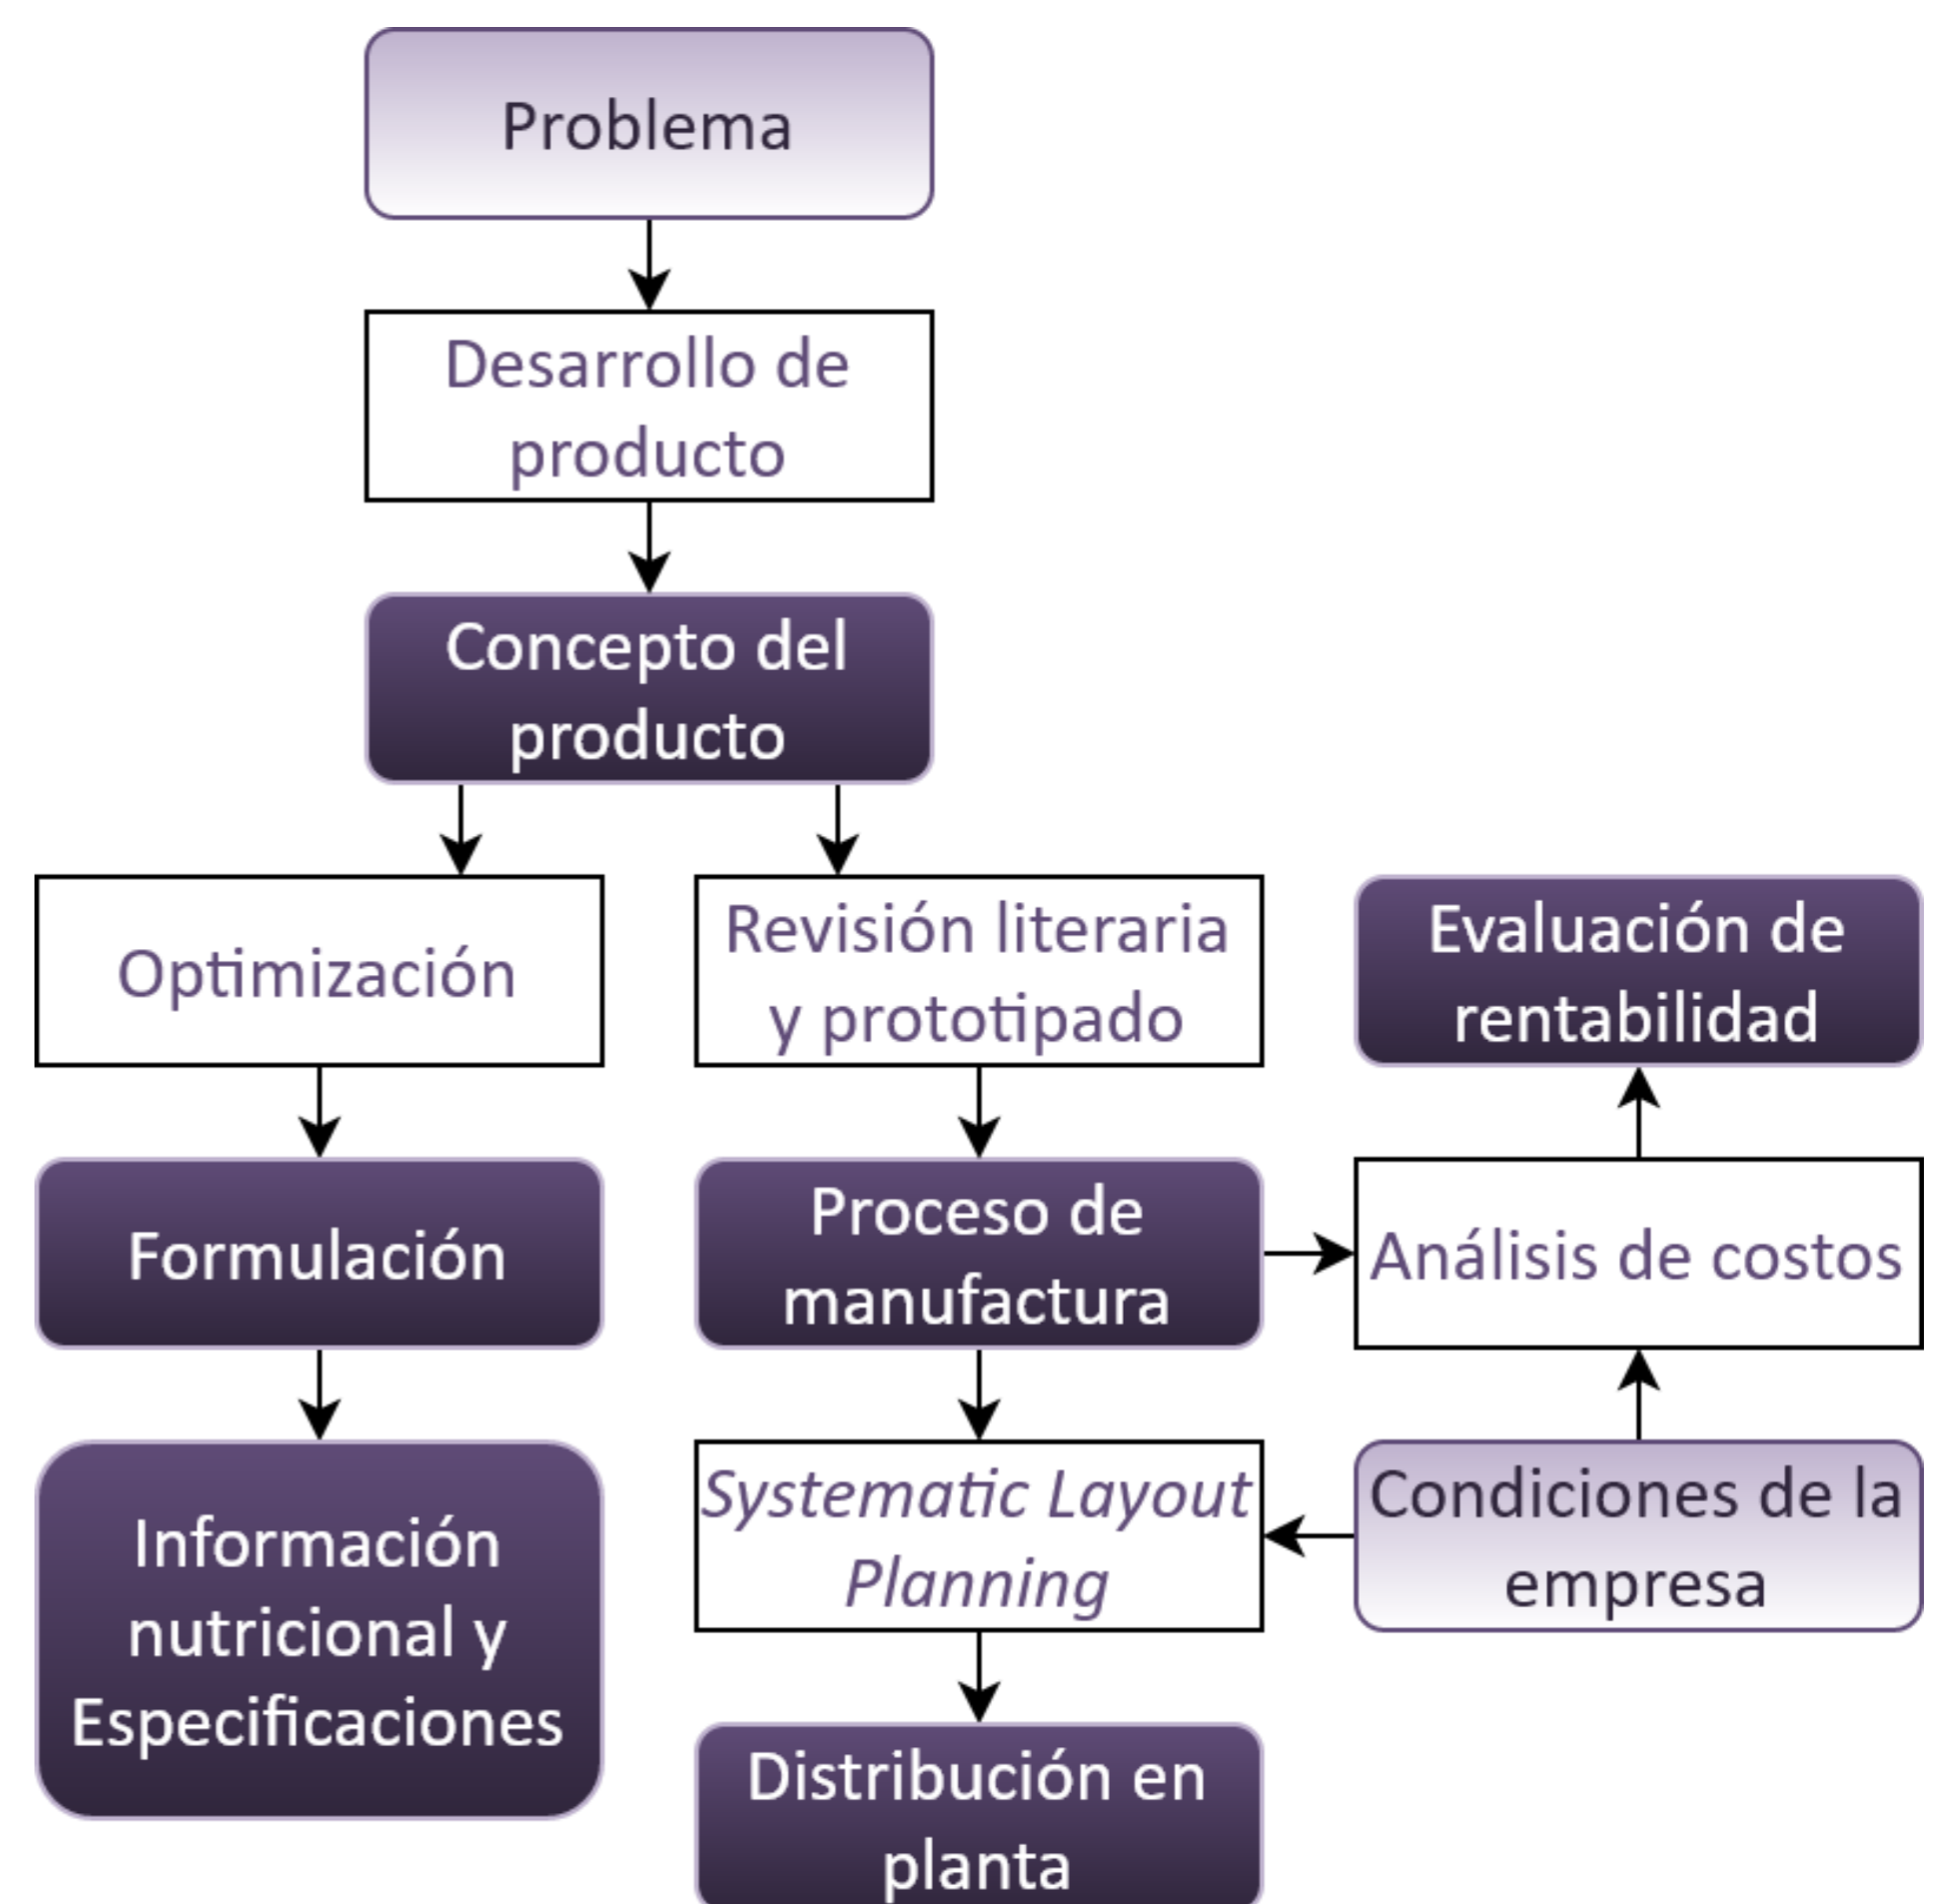 Problema
Desarrollo de
producto
Concepto del
producto
Optimización
Revisión literaria
y prototipado
Evaluación de
rentabilidad
Formulación
Proceso de
manufactura
Análisis de costos
Información
nutricional y
Especificaciones
Systematic Layout
Planning
Condiciones de la
empresa
Distribución en
planta